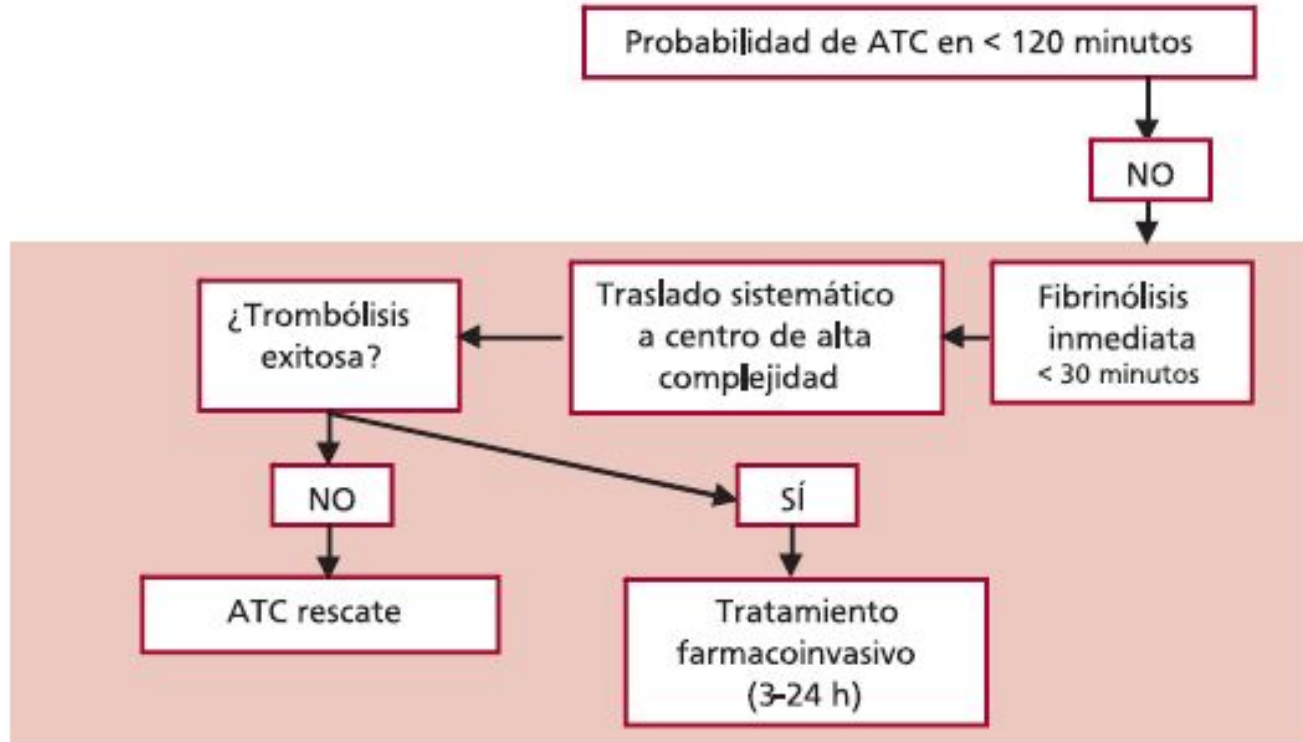 Probabilidad de ATC en < 120 minutos
NO
Fibrinólisis
inmediata
< 30 minutos
Traslado sistemático
a centro de alta
complejidad
¿Trombólisis
exitosa?
NO
SÍ
ATC rescate
Tratamiento
farmacoinvasivo
(3-24 h)